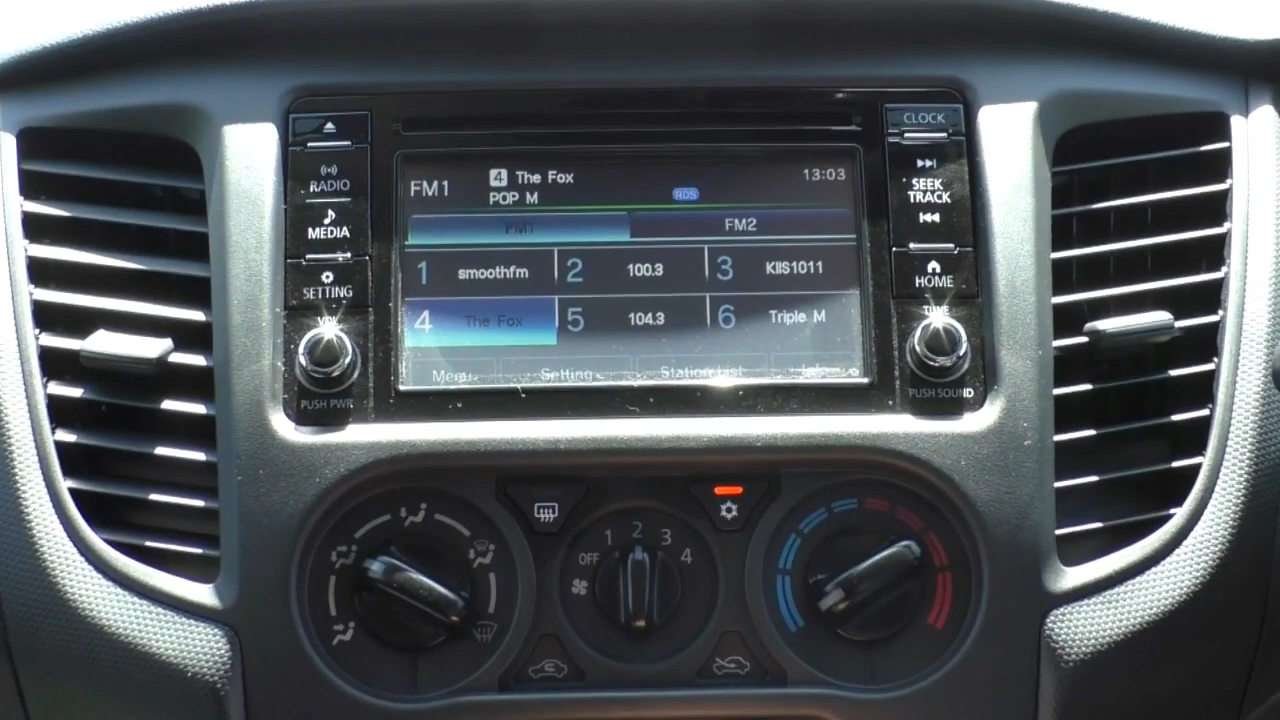 RADIO
MEDIA
SETTING
VOL
PUSH PWR
FM1
4 The Fox
POP M
RDS
13:03
FM1
FM2
1 smoothfm
2 100.3
3 KIIS1011
4 The Fox
5 104.3
6 Triple M
Menu
Setting
Station List
Info
CLOCK
SEEK
TRACK
HOME
TUNE
PUSH SOUND
OFF 1 2 3 4